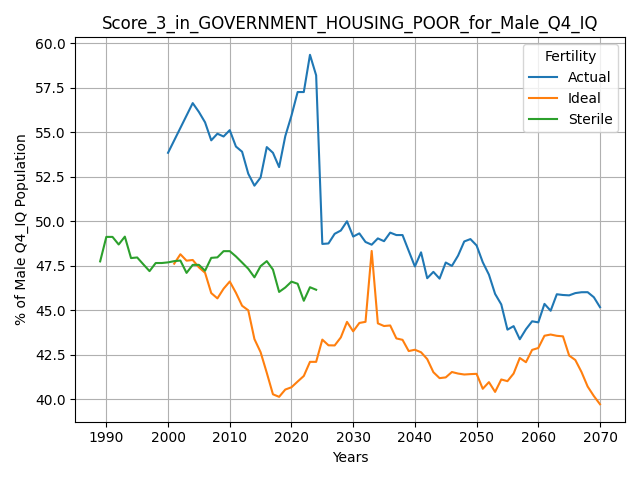 Score_3_in_GOVERNMENT_HOUSING_POOR_for_Male_Q4_IQ
% of Male Q4_IQ Population
60.0
57.5
55.0
52.5
50.0
47.5
45.0
42.5
40.0
Fertility
Actual
Ideal
Sterile
1990 2000 2010 2020 2030 2040 2050 2060 2070
Years